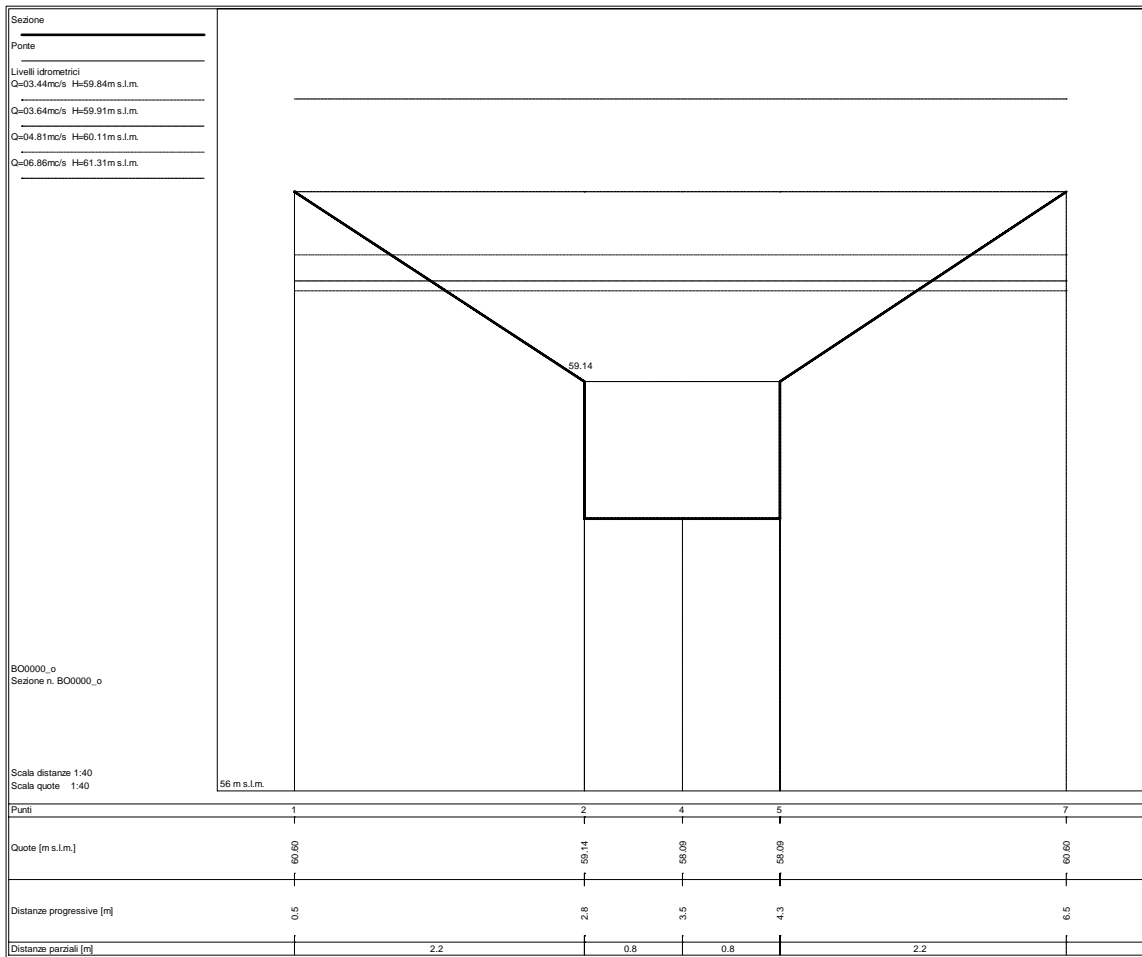 Sezione
Ponte
Livelli idrometrici
Q=03.44mc/s H=59.84m s.l.m.
Q=03.64mc/s H=59.91m s.l.m.
Q=04.81mc/s H=60.11m s.l.m.
Q=06.86mc/s H=61.31m s.l.m.
59.14
BO0000_o
Sezione n. BO0000_o
Scala distanze 1:40
Scala quote 1:40
56 m s.l.m.
Punti 1 2 4 5 7
Quote [m s.l.m.] 60.60 59.14 58.09 58.09 60.60
Distanze progressive [m] 0.5 2.8 3.5 4.3 6.5
Distanze parziali [m] 2.2 0.8 0.8 2.2